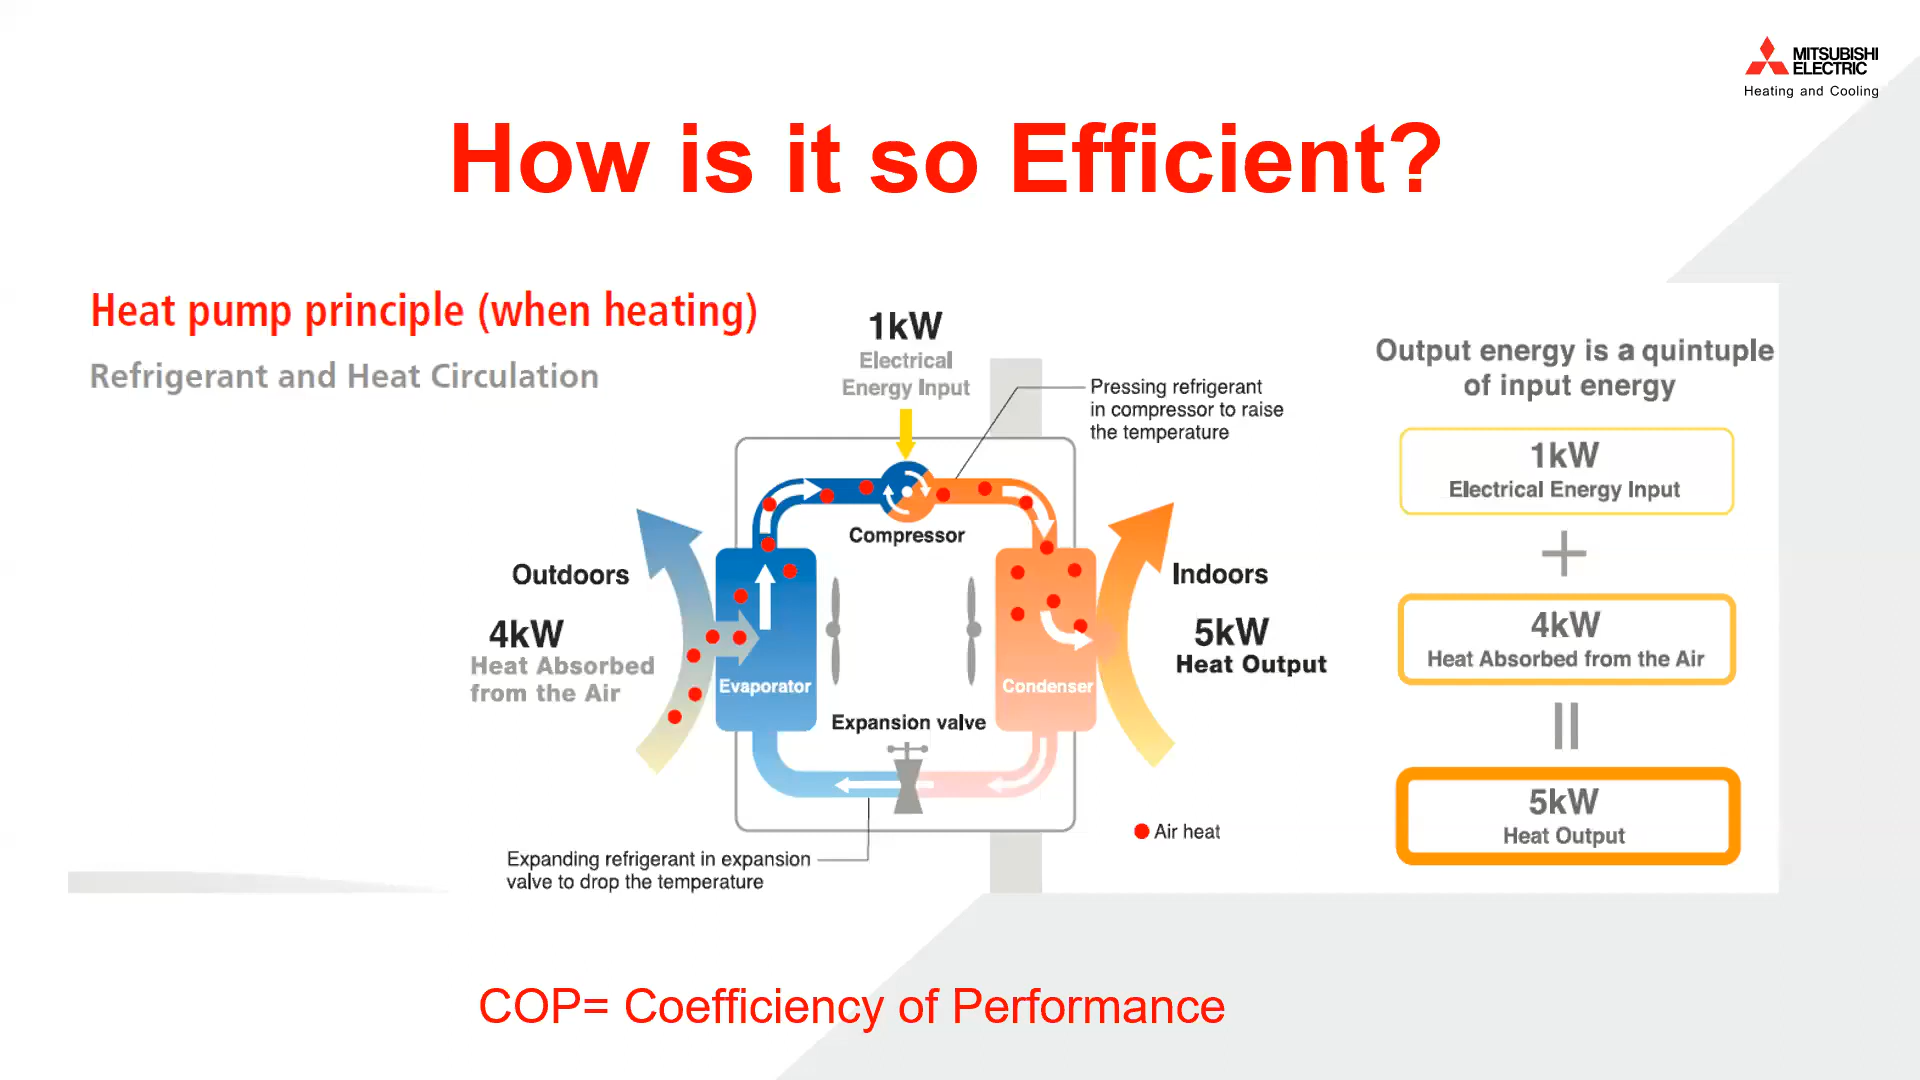 MITSUBISHI
ELECTRIC
Heating and Cooling
How is it so Efficient?
Heat pump principle (when heating)
Refrigerant and Heat Circulation
1kW
Electrical
Energy Input
Pressing refrigerant
in compressor to raise
the temperature
Compressor
Outdoors
4kW
Heat Absorbed
from the Air
Evaporator
Condenser
Indoors
5kW
Heat Output
Expansion valve
Air heat
Expanding refrigerant in expansion
valve to drop the temperature
Output energy is a quintuple
of input energy
1kW
Electrical Energy Input
+
4kW
Heat Absorbed from the Air
=
5kW
Heat Output
COP= Coefficiency of Performance